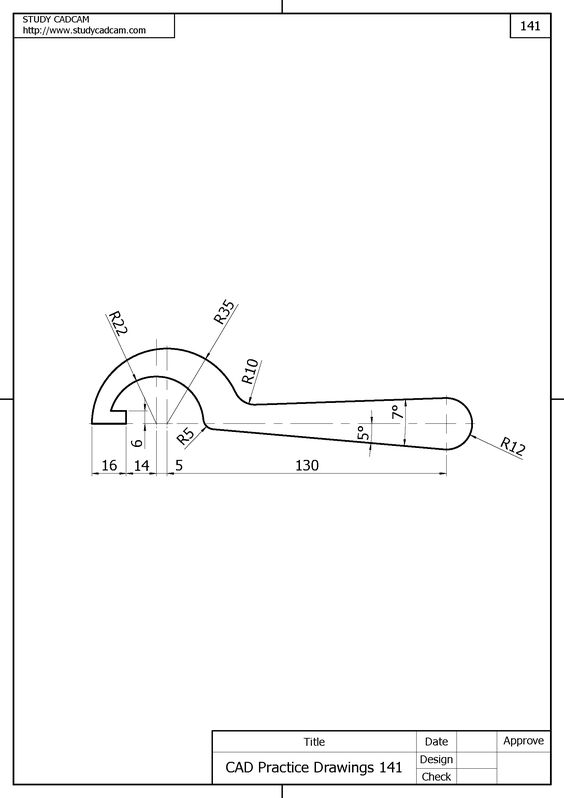 STUDY CADCAM
http://www.studycadcam.com
141
R22
R35
R10
R5
6
7°
5°
R12
16
14
5
130
Title
Date
Approve
CAD Practice Drawings 141
Design
Check